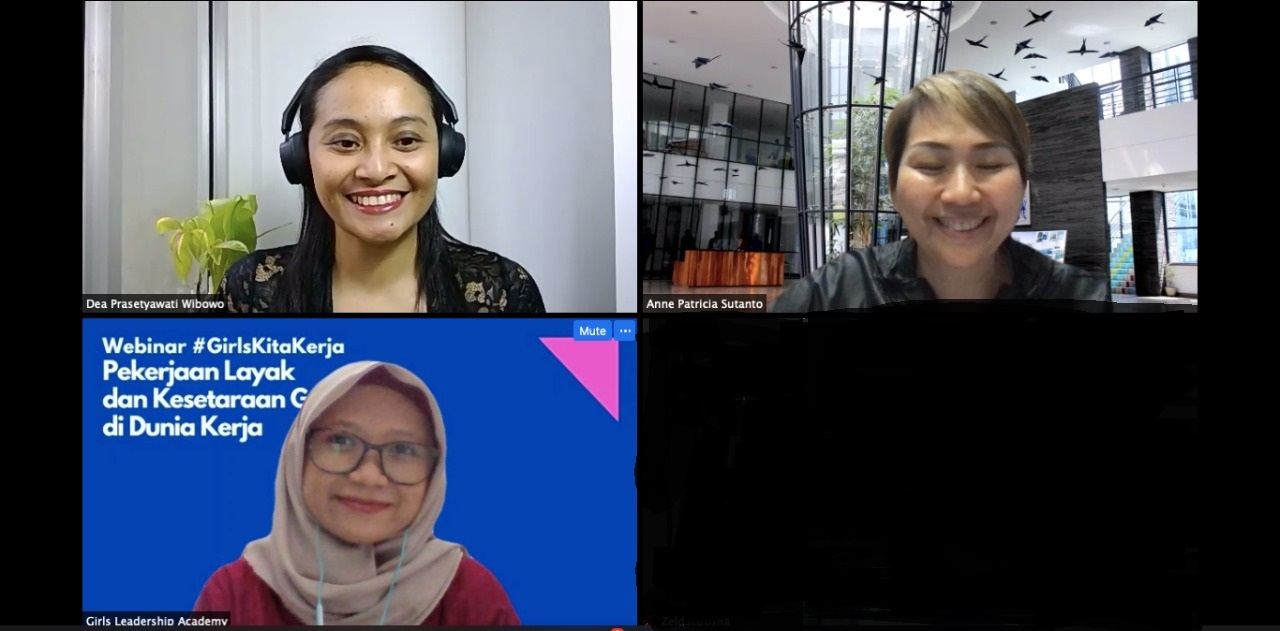 Dea Prasetyawati Wibowo
Anne Patricia Sutanto
Mute
Webinar #GirlsKitaKerja
Pekerjaan Layak
dan Kesetaraan G
di Dunia Kerja
Girls Leadership Academy